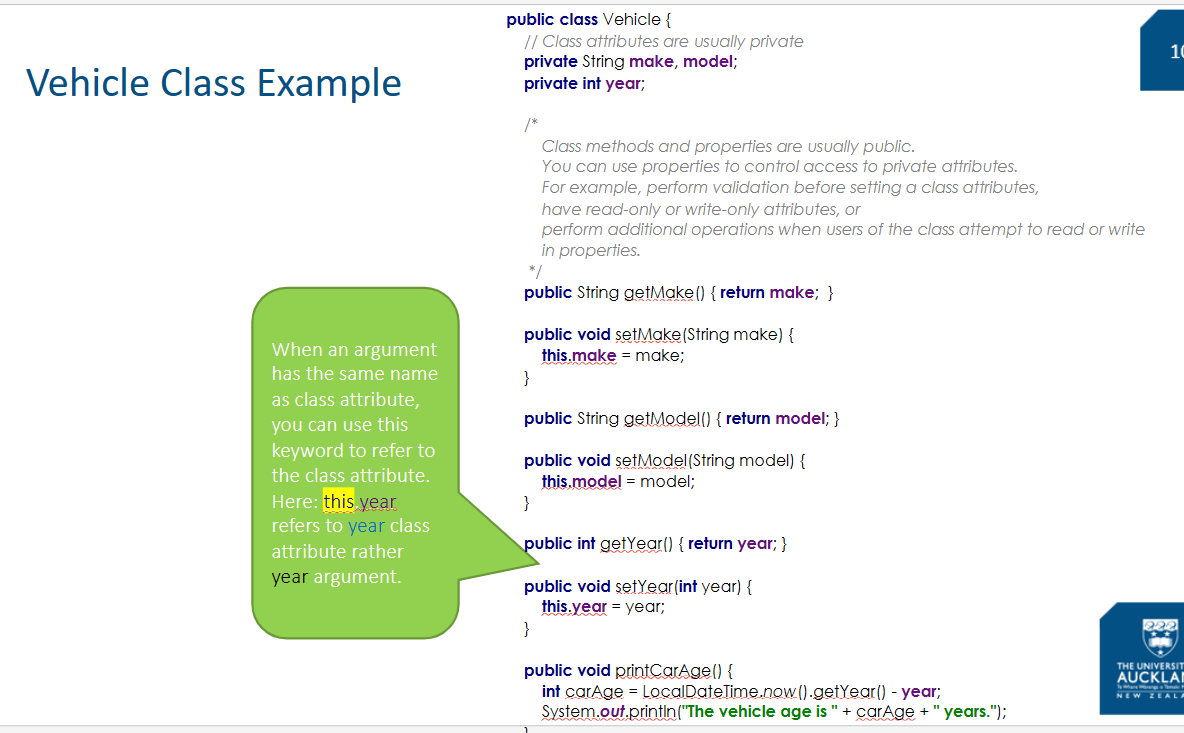 Vehicle Class Example
public class Vehicle {
// Class attributes are usually private
private String make, model;
private int year;
/*
Class methods and properties are usually public.
You can use properties to control access to private attributes.
For example, perform validation before setting a class attributes,
have read-only or write-only attributes, or
perform additional operations when users of the class attempt to read or write
in properties.
*/
public String getMake() { return make;  }
public void setMake(String make) {
this.make = make;
}
public String getModel() { return model; }
public void setModel(String model) {
this.model = model;
}
public int getYear() { return year; }
public void setYear(int year) {
this.year = year;
}
public void printCarAge() {
int carAge = LocalDateTime.now().getYear() - year;
System.out.println("The vehicle age is " + carAge + " years.");
}
When an argument
has the same name
as class attribute,
you can use this
keyword to refer to
the class attribute.
Here: this.year
refers to year class
attribute rather
year argument.
10
THE UNIVERSIT
AUCKLAN
NEW ZEAL